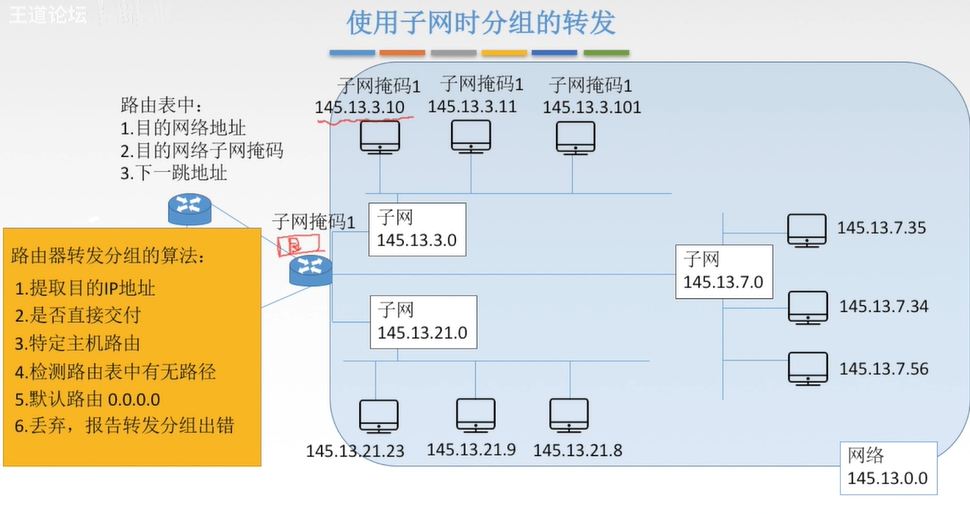 王道论坛
使用子网时分组的转发
路由表中：
1.目的网络地址
2.目的网络子网掩码
3.下一跳地址
子网掩码1
145.13.3.10
子网掩码1
145.13.3.11
子网掩码1
145.13.3.101
子网掩码1
子网
145.13.3.0
子网
145.13.7.0
145.13.7.35
145.13.7.34
145.13.7.56
子网
145.13.21.0
145.13.21.23
145.13.21.9
145.13.21.8
网络
145.13.0.0
路由器转发分组的算法：
1.提取目的IP地址
2.是否直接交付
3.特定主机路由
4.检测路由表中有无路径
5.默认路由 0.0.0.0
6.丢弃，报告转发分组出错